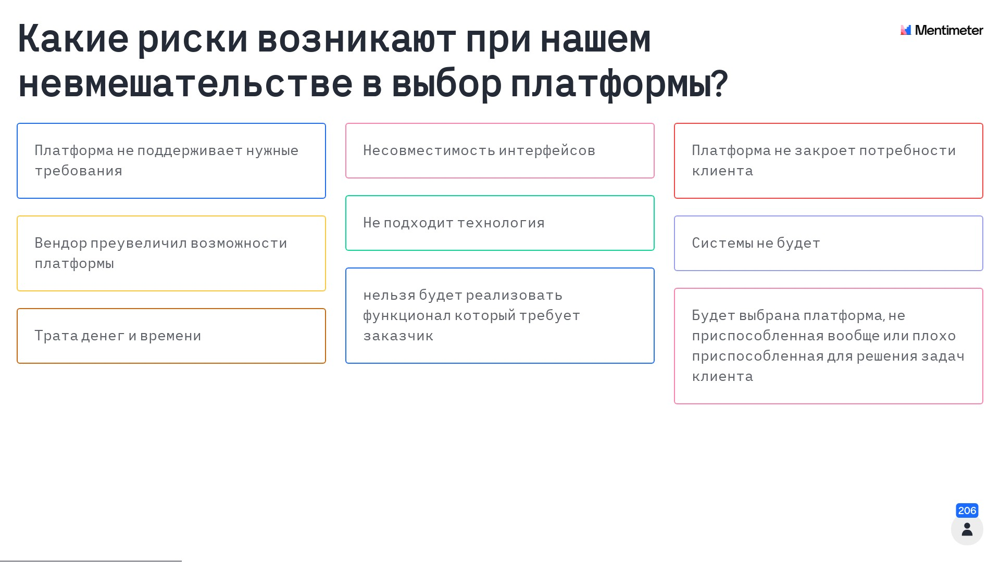 Какие риски возникают при нашем
невмешательстве в выбор платформы?
Mentimeter
Платформа не поддерживает нужные
требования
Вендор преувеличил возможности
платформы
Трата денег и времени
Несовместимость интерфейсов
Не подходит технология
нельзя будет реализовать
функционал который требует
заказчик
Платформа не закроет потребности
клиента
Системы не будет
Будет выбрана платформа, не
приспособленная вообще или плохо
приспособленная для решения задач
клиента
206